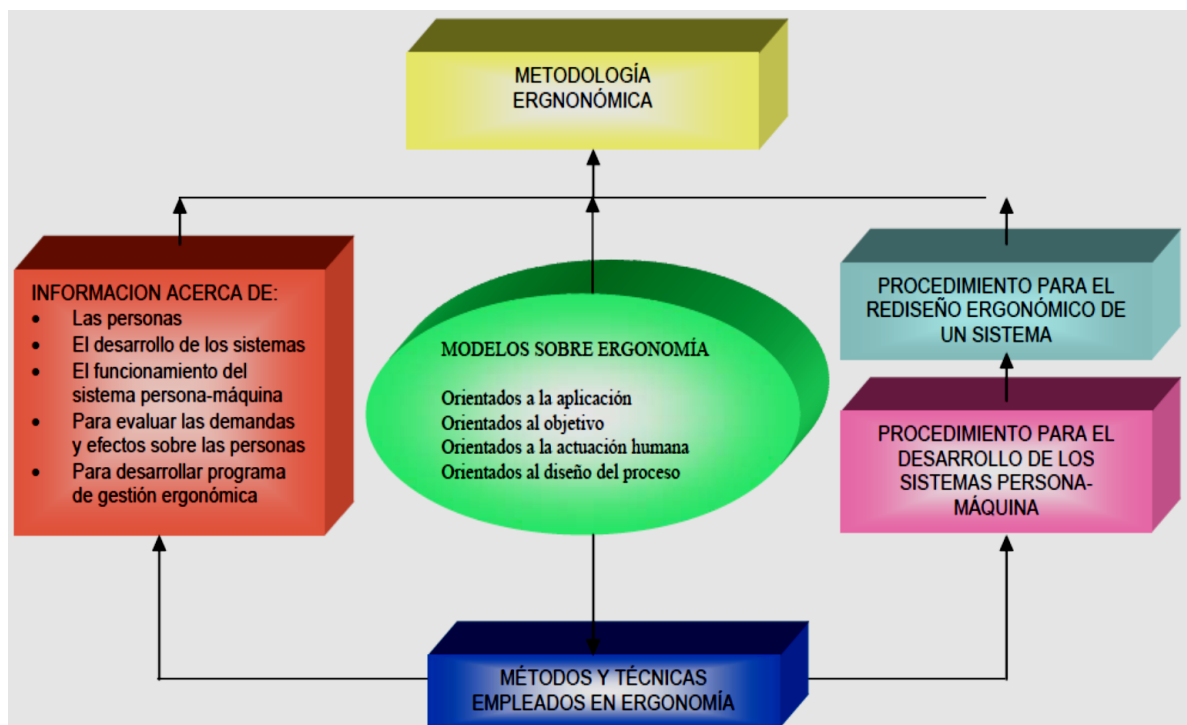 METODOLOGÍA
ERGNONÓMICA
INFORMACION ACERCA DE:
• Las personas
• El desarrollo de los sistemas
• El funcionamiento del
sistema persona-máquina
• Para evaluar las demandas
y efectos sobre las personas
• Para desarrollar programa
de gestión ergonómica
MODELOS SOBRE ERGONOMÍA
Orientados a la aplicación
Orientados al objetivo
Orientados a la actuación humana
Orientados al diseño del proceso
PROCEDIMIENTO PARA EL
REDISEÑO ERGONÓMICO DE
UN SISTEMA
PROCEDIMIENTO PARA EL
DESARROLLO DE LOS
SISTEMAS PERSONA-
MÁQUINA
MÉTODOS Y TÉCNICAS
EMPLEADOS EN ERGONOMÍA